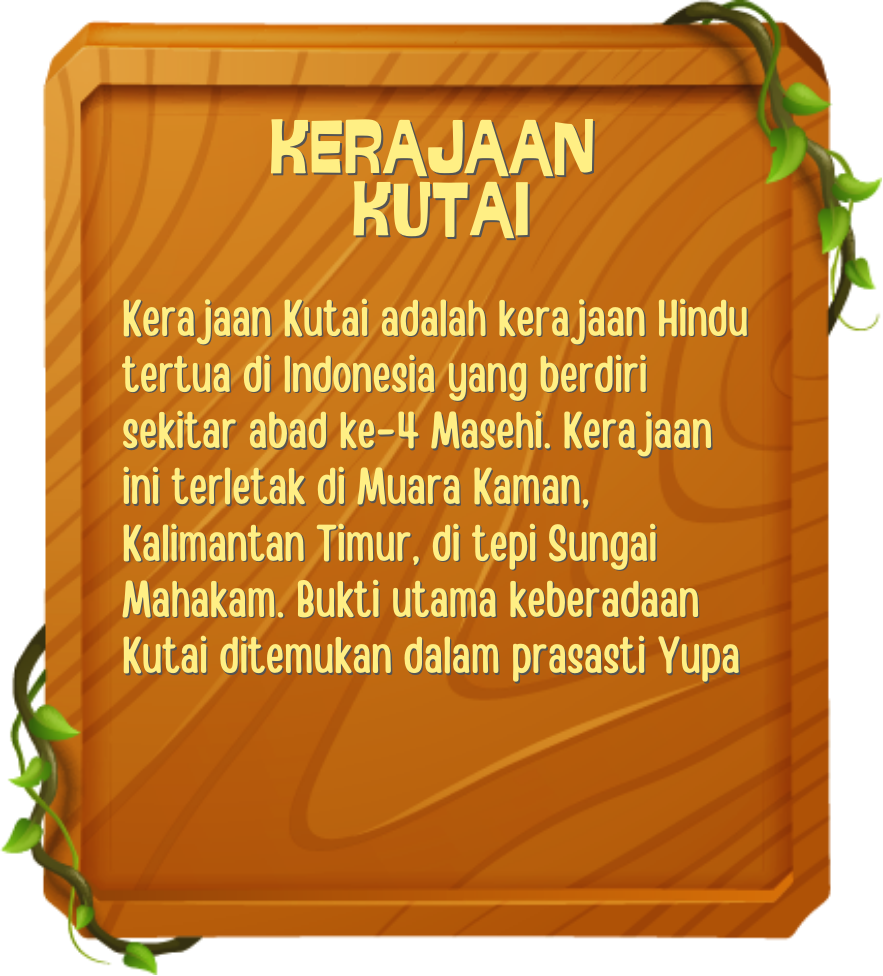 KERAJAAN
KUTAI
Kerajaan Kutai adalah kerajaan Hindu
tertua di Indonesia yang berdiri
sekitar abad ke-4 Masehi. Kerajaan
ini terletak di Muara Kaman,
Kalimantan Timur, di tepi Sungai
Mahakam. Bukti utama keberadaan
Kutai ditemukan dalam prasasti Yupa